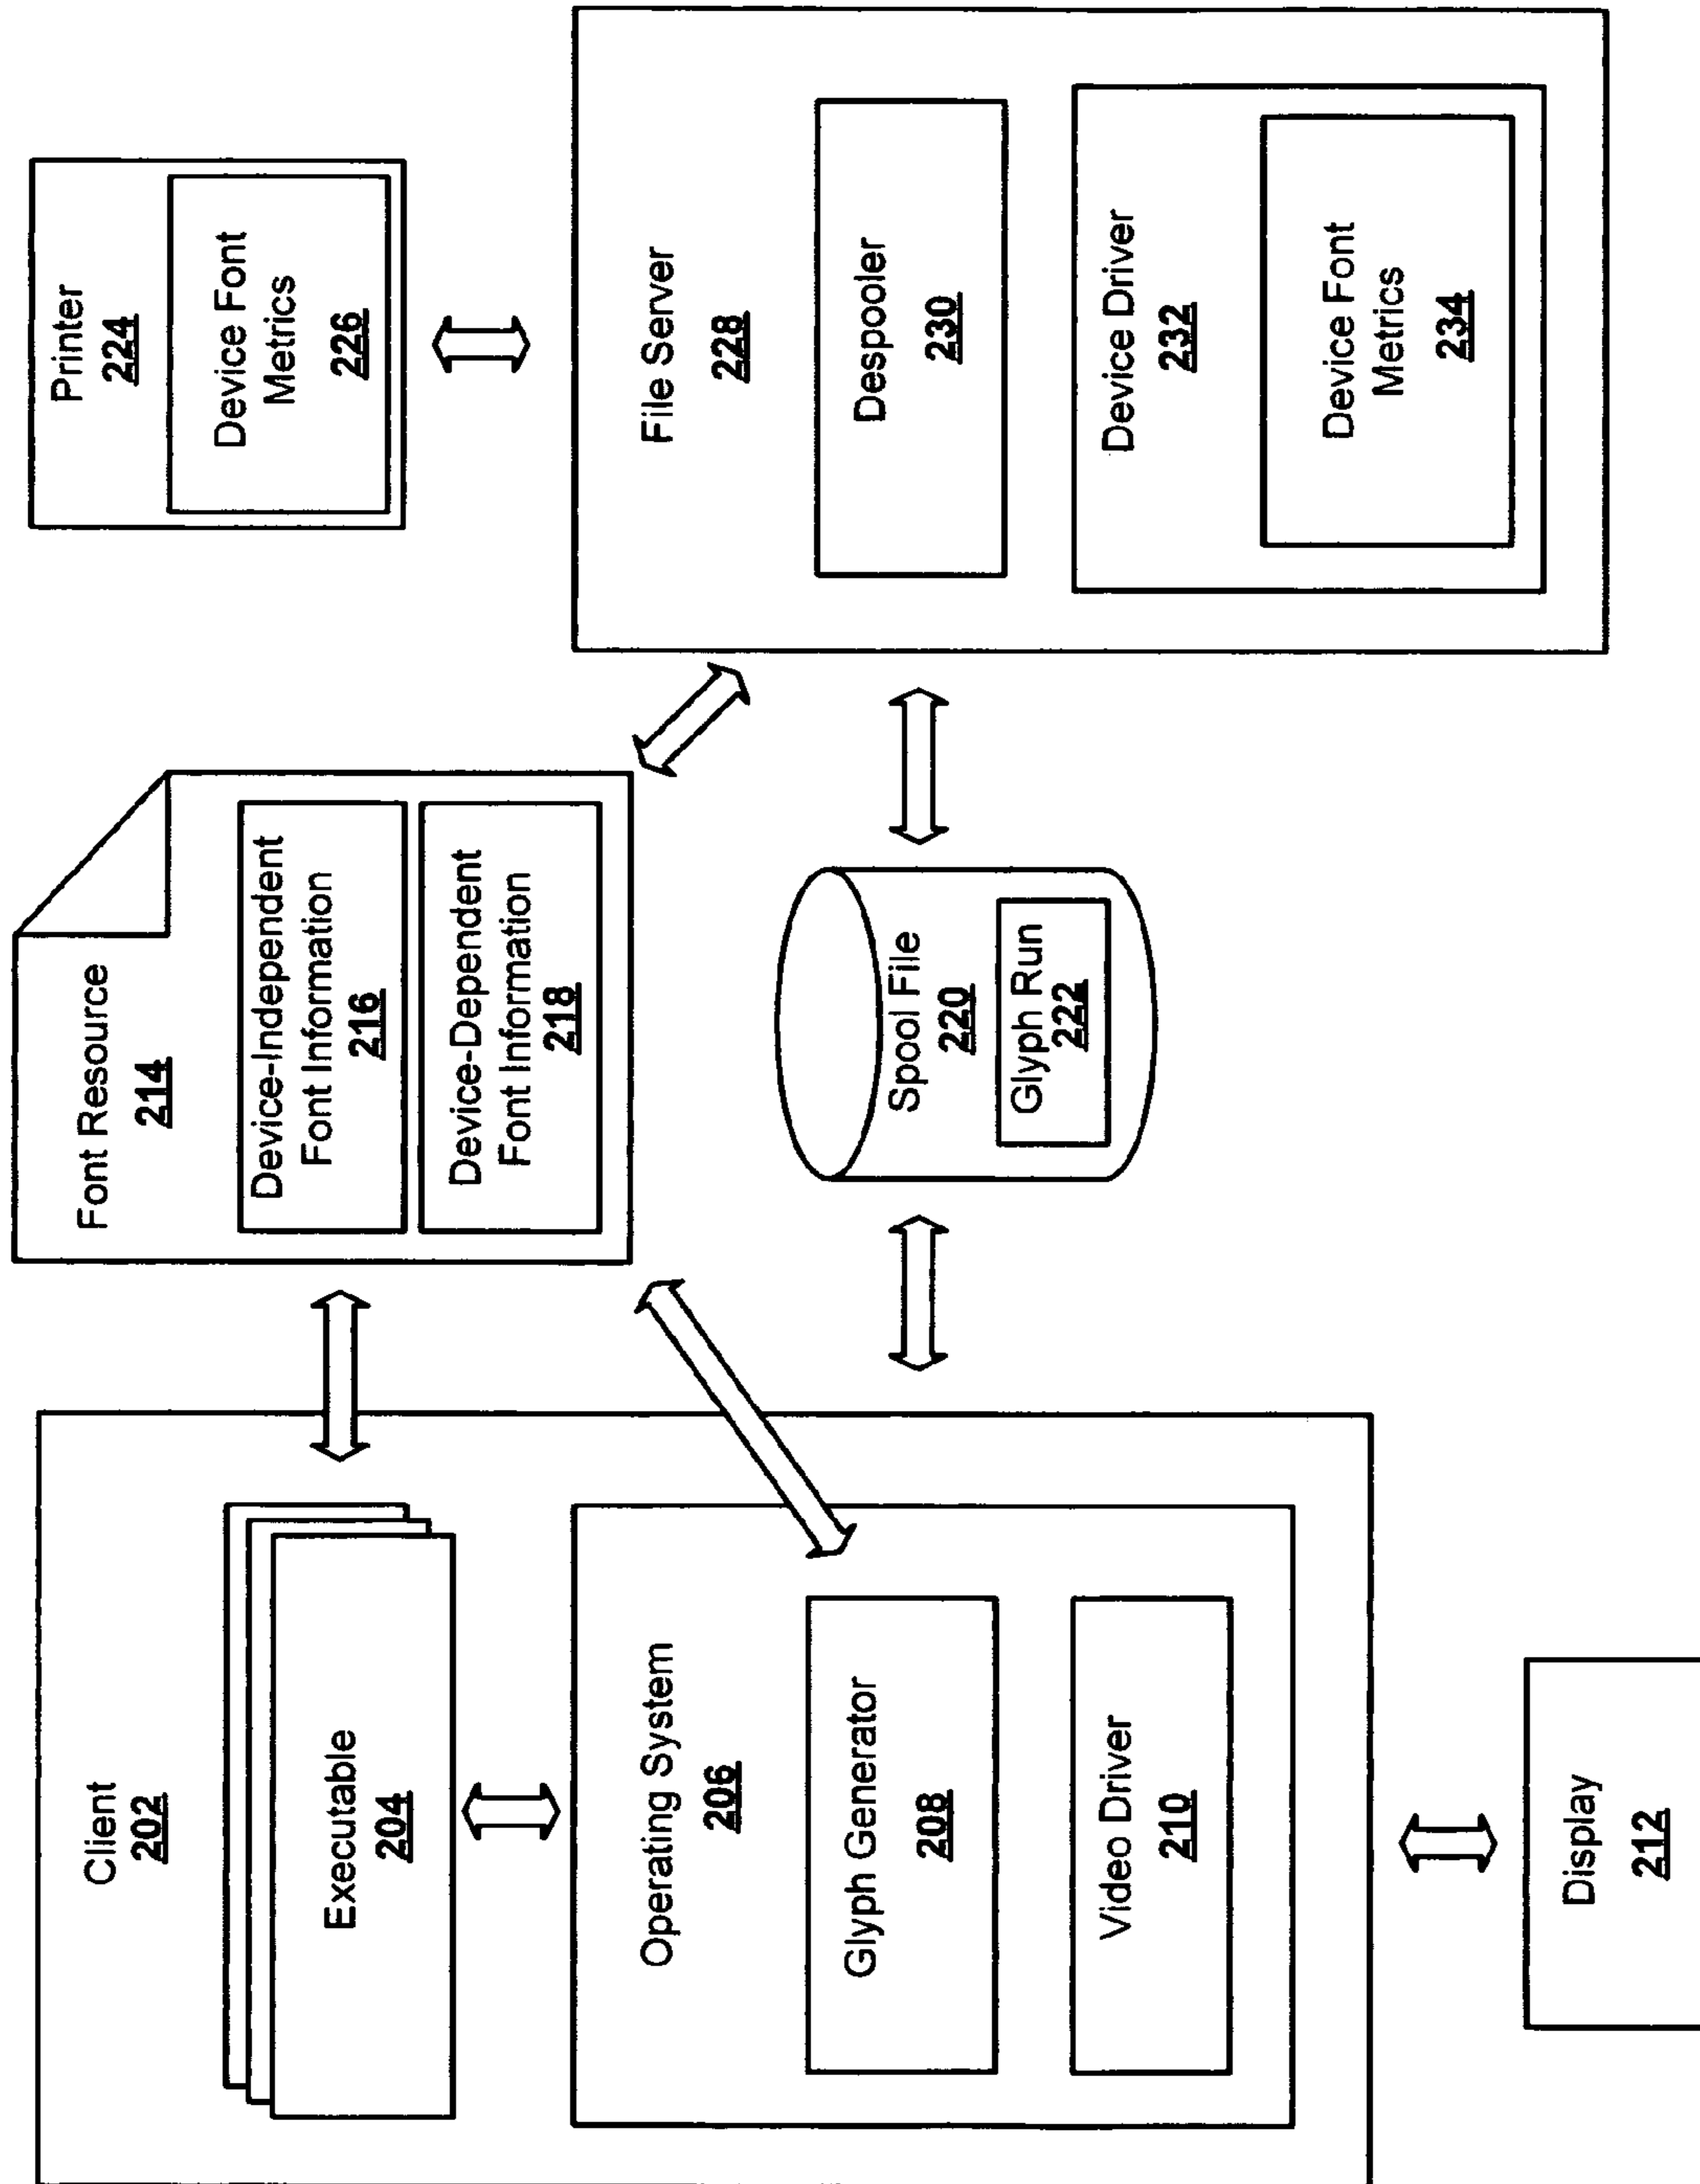 Client
202
Executable
204
Operating System
206
Glyph Generator
208
Video Driver
210
Display
212
Font Resource
214
Device-Independent
Font Information
216
Device-Dependent
Font Information
218
Spool File
220
Glyph Run
222
Printer
224
Device Font
Metrics
226
File Server
228
Despooler
230
Device Driver
232
Device Font
Metrics
234